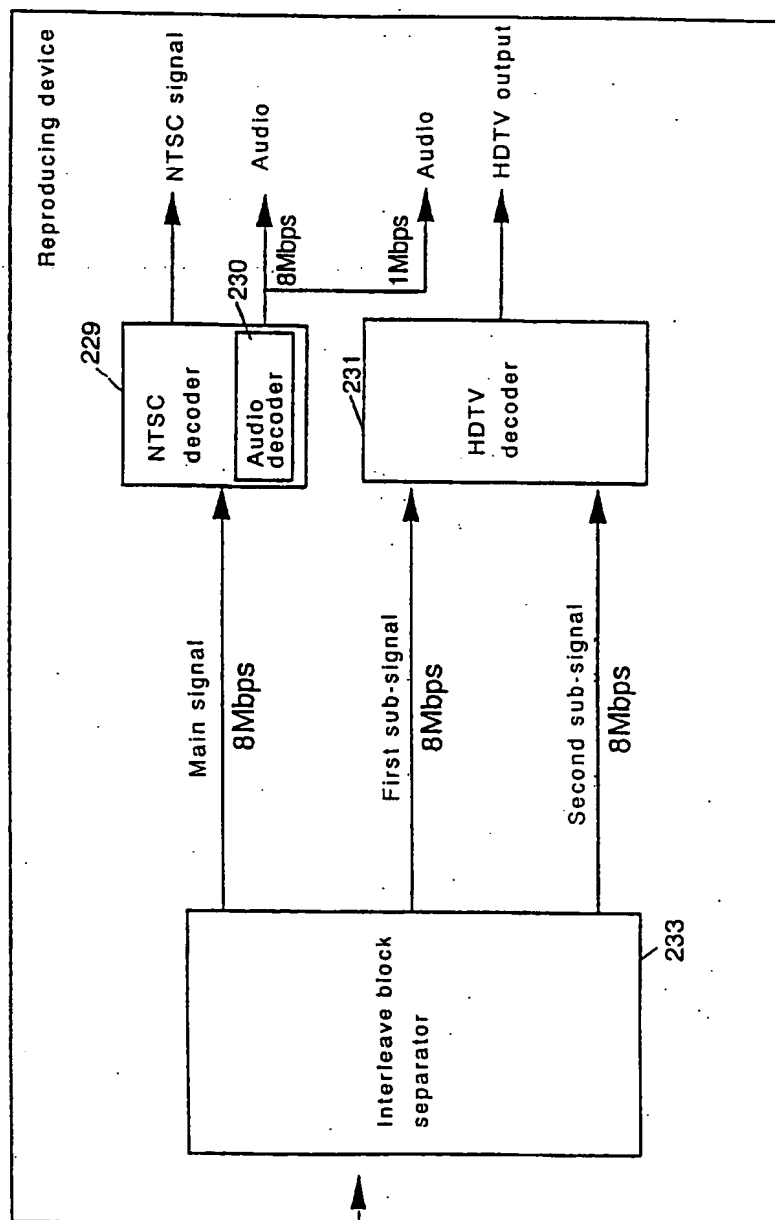 Reproducing device
229
NTSC
decoder
230
Audio
decoder
NTSC signal
8Mbps
Audio
1Mbps
Audio
Main signal
8Mbps
First sub-signal
8Mbps
Second sub-signal
8Mbps
231
HDTV
decoder
HDTV output
Interleave block
separator
233